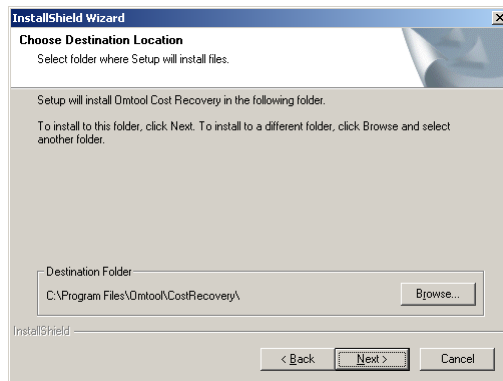 InstallShield Wizard
Choose Destination Location
Select folder where Setup will install files.
Setup will install Omtool Cost Recovery in the following folder.
To install to this folder, click Next. To install to a different folder, click Browse and select
another folder.
Destination Folder
C:\Program Files\Omtool\CostRecovery\
Browse...
InstallShield
< Back
Next >
Cancel